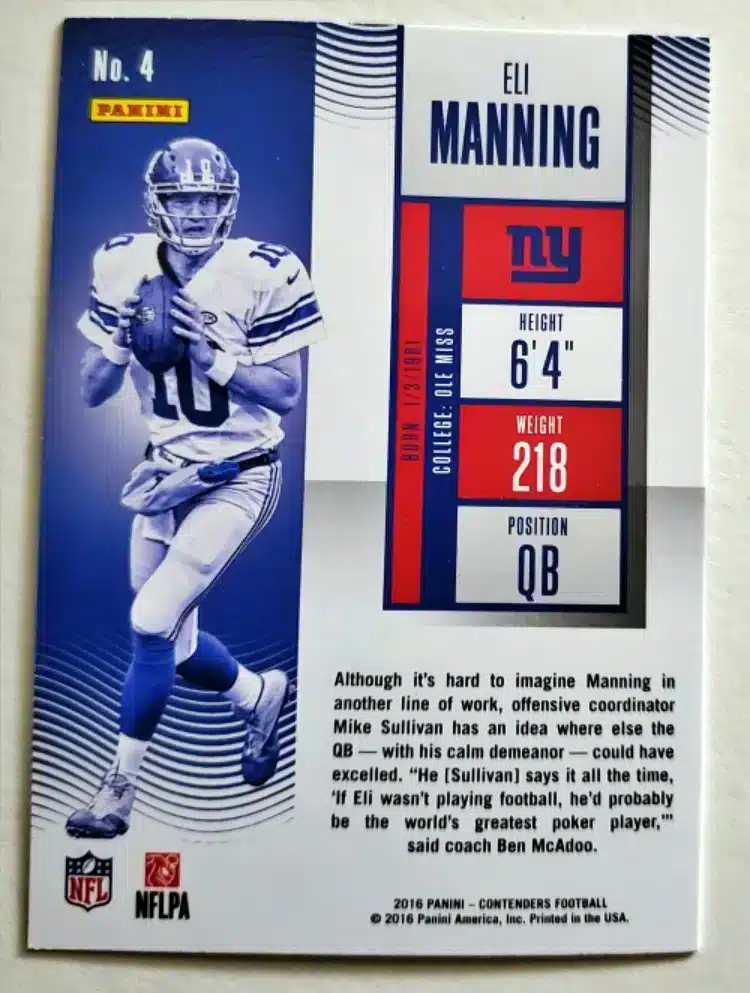 No. 4
PANINI
10
10
10
ELI
MANNING
ny
BORN 1/3/1981
COLLEGE: OLE MISS
HEIGHT
6'4"
WEIGHT
218
POSITION
QB
Although it's hard to imagine Manning in
another line of work, offensive coordinator
Mike Sullivan has an idea where else the
QB — with his calm demeanor — could have
excelled. "He [Sullivan] says it all the time,
'If Eli wasn't playing football, he'd probably
be the world's greatest poker player,'"
said coach Ben McAdoo.
NFL
NFLPA
2016 PANINI – CONTENDERS FOOTBALL
© 2016 Panini America, Inc. Printed in the USA.